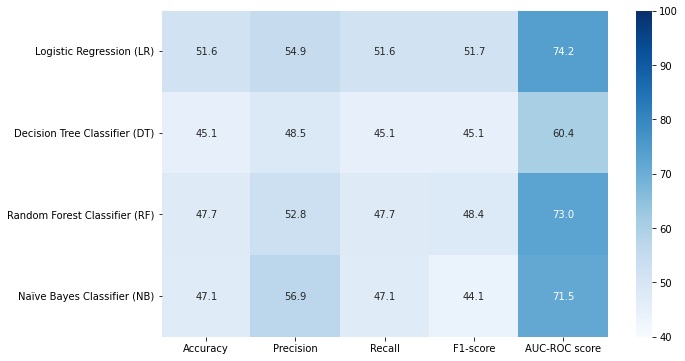 Logistic Regression (LR) 51.6 54.9 51.6 51.7 74.2
Decision Tree Classifier (DT) 45.1 48.5 45.1 45.1 60.4
Random Forest Classifier (RF) 47.7 52.8 47.7 48.4 73.0
Naïve Bayes Classifier (NB) 47.1 56.9 47.1 44.1 71.5
Accuracy Precision Recall F1-score AUC-ROC score
100
90
80
70
60
50
40